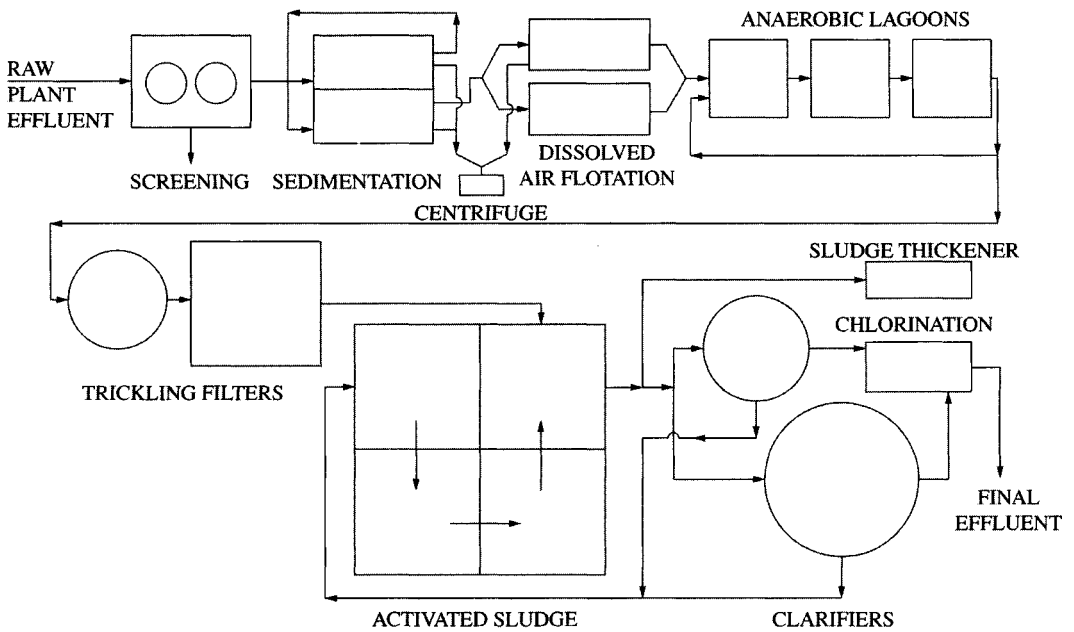 ANAEROBIC LAGOONS
RAW
PLANT
EFFLUENT
SCREENING
SEDIMENTATION
DISSOLVED
AIR FLOTATION
CENTRIFUGE
SLUDGE THICKENER
CHLORINATION
TRICKLING FILTERS
FINAL
EFFLUENT
ACTIVATED SLUDGE
CLARIFIERS